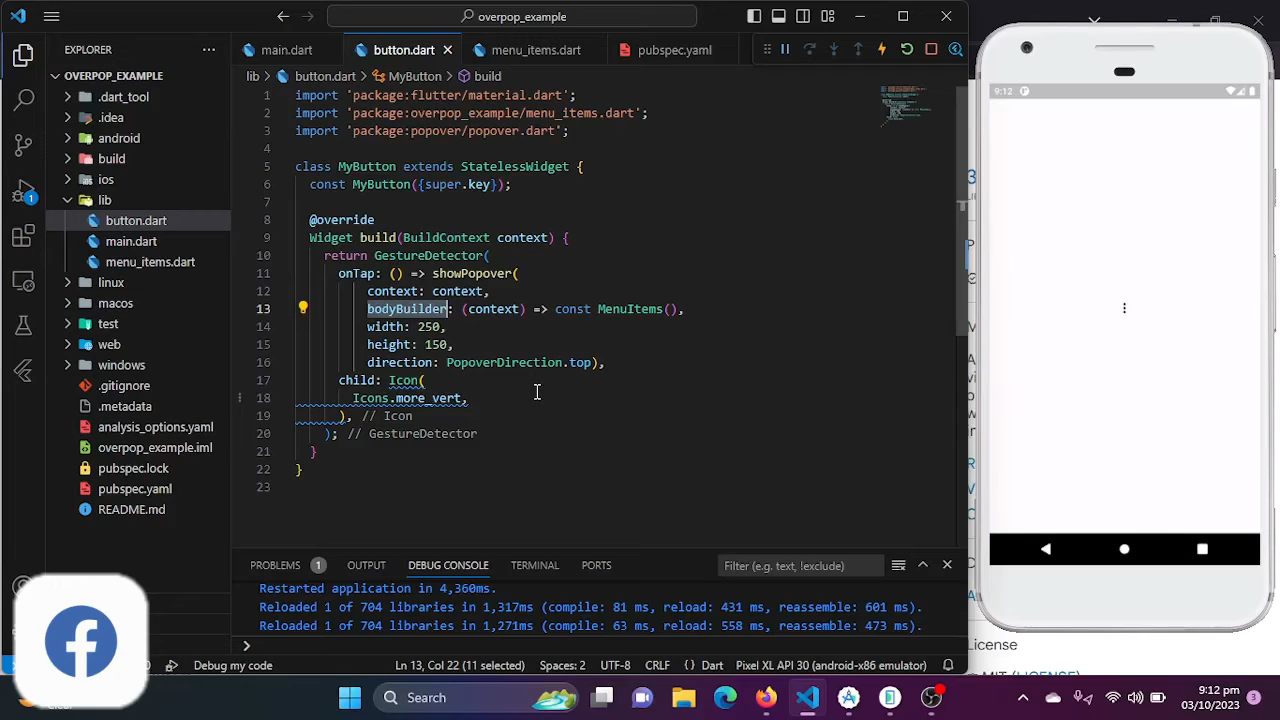 overpop_example
EXPLORER
main.dart
button.dart
menu_items.dart
pubspec.yaml
OVERPOP_EXAMPLE
.dart_tool
.idea
android
build
ios
lib
button.dart
main.dart
menu_items.dart
linux
macos
test
web
windows
.gitignore
.metadata
analysis_options.yaml
overpop_example.iml
pubspec.lock
pubspec.yaml
README.md
1
lib > button.dart > MyButton > build
1 import 'package:flutter/material.dart';
2 import 'package:overpop_example/menu_items.dart';
3 import 'package:popover/popover.dart';
4
5 class MyButton extends StatelessWidget {
6 const MyButton({super.key});
7
8 @override
9 Widget build(BuildContext context) {
10 return GestureDetector(
11 onTap: () => showPopover(
12 context: context,
13 bodyBuilder: (context) => const MenuItems(),
14 width: 250,
15 height: 150,
16 direction: PopoverDirection.top),
17 child: Icon(
18 Icons.more_vert,
19 ), // Icon
20 ); // GestureDetector
21 }
22 }
23
PROBLEMS 1 OUTPUT DEBUG CONSOLE TERMINAL PORTS
Filter (e.g. text, !exclude)
Restarted application in 4,360ms.
Reloaded 1 of 704 libraries in 1,317ms (compile: 81 ms, reload: 431 ms, reassemble: 601 ms).
Reloaded 1 of 704 libraries in 1,271ms (compile: 63 ms, reload: 558 ms, reassemble: 473 ms).
Debug my code
Ln 13, Col 22 (11 selected)
Spaces: 2
UTF-8
CRLF
{ } Dart
Pixel XL API 30 (android-x86 emulator)
9:12
License
MIT (LICENSE)
Search
9:12 pm
03/10/2023
3